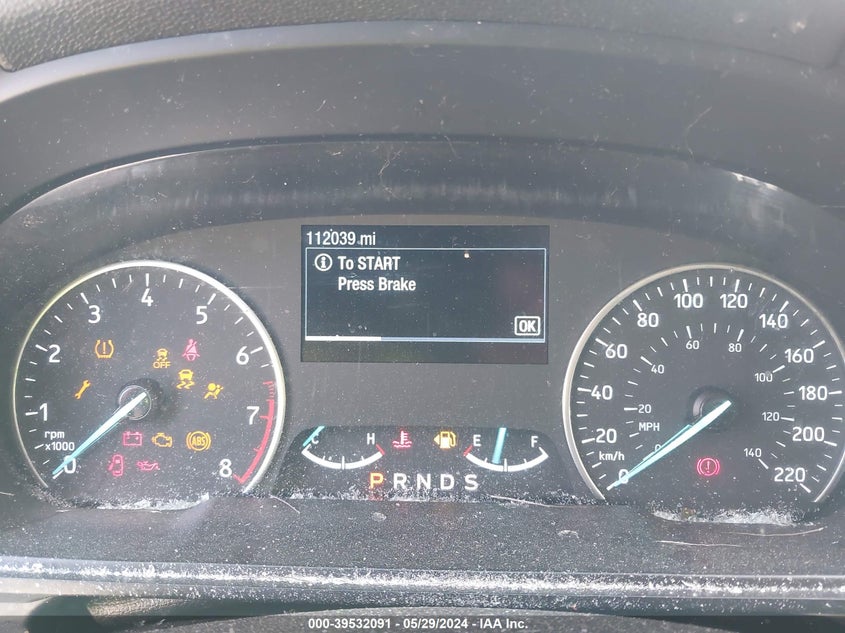 112039 mi
i To START
Press Brake
OK
0 1 2 3 4 5 6 7 8
rpm
x1000
OFF
ABS
C H E F
P R N D S
0 20 40 60 80 100 120 140 160 180 200 220
km/h
0 20 40 60 80 100 120 140
MPH
000-39532091 - 05/29/2024 - IAA Inc.